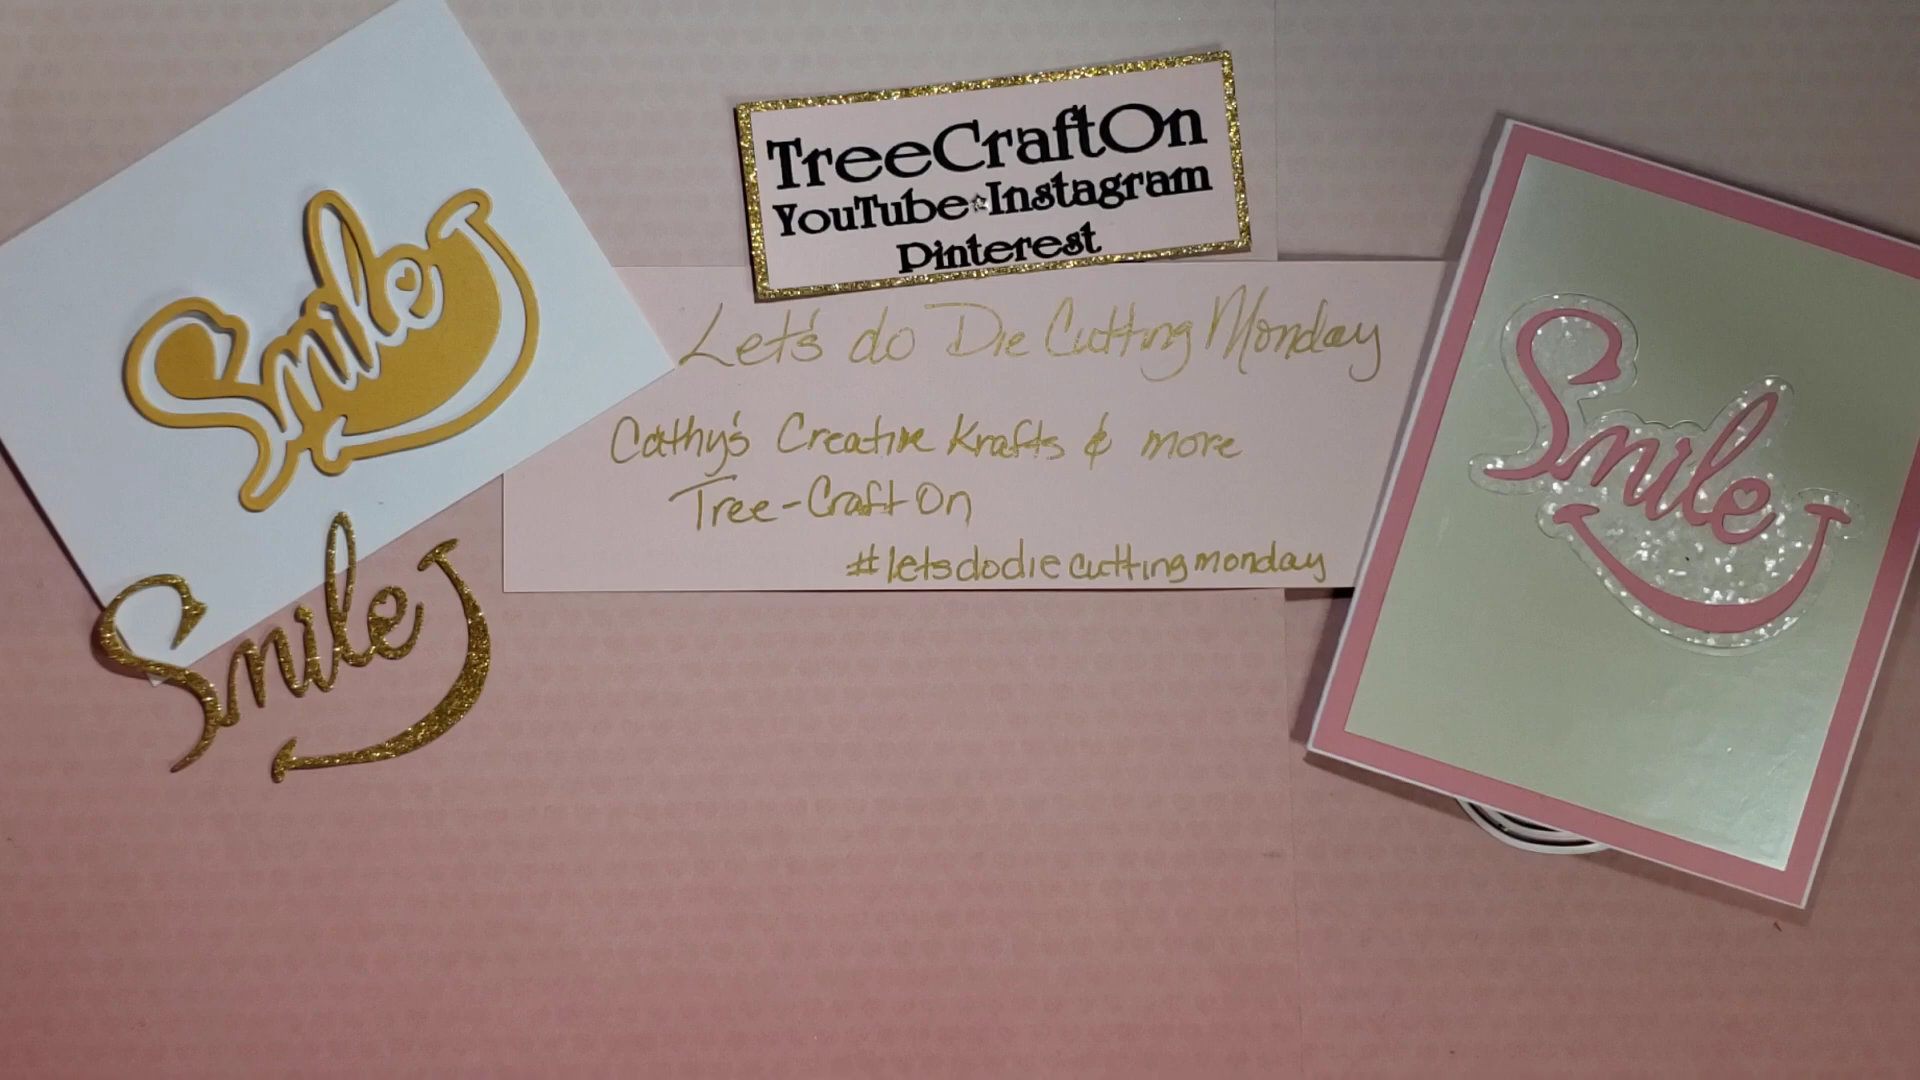 TreeCraftOn
YouTube☆Instagram
Pinterest
Let's do Die Cutting Monday
Cathy's Creative Krafts & more
Tree-Craft On
#letsdodiecuttingmonday
Smile
Smile
Smile